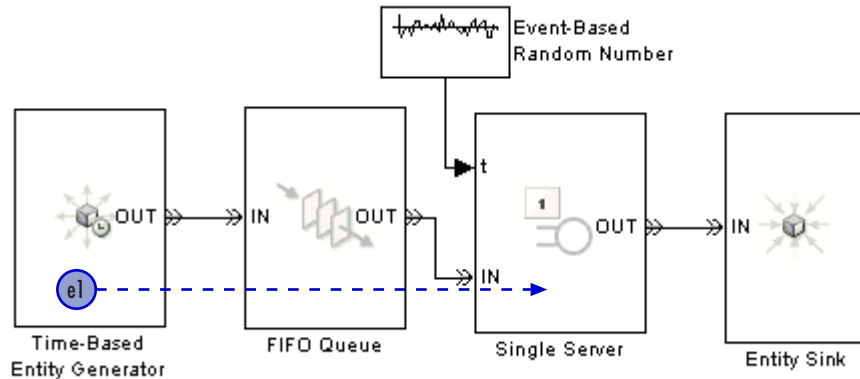 Event-Based
Random Number
t
1
OUT
IN
OUT
OUT
IN
IN
e1
Time-Based
Entity Generator
FIFO Queue
Single Server
Entity Sink